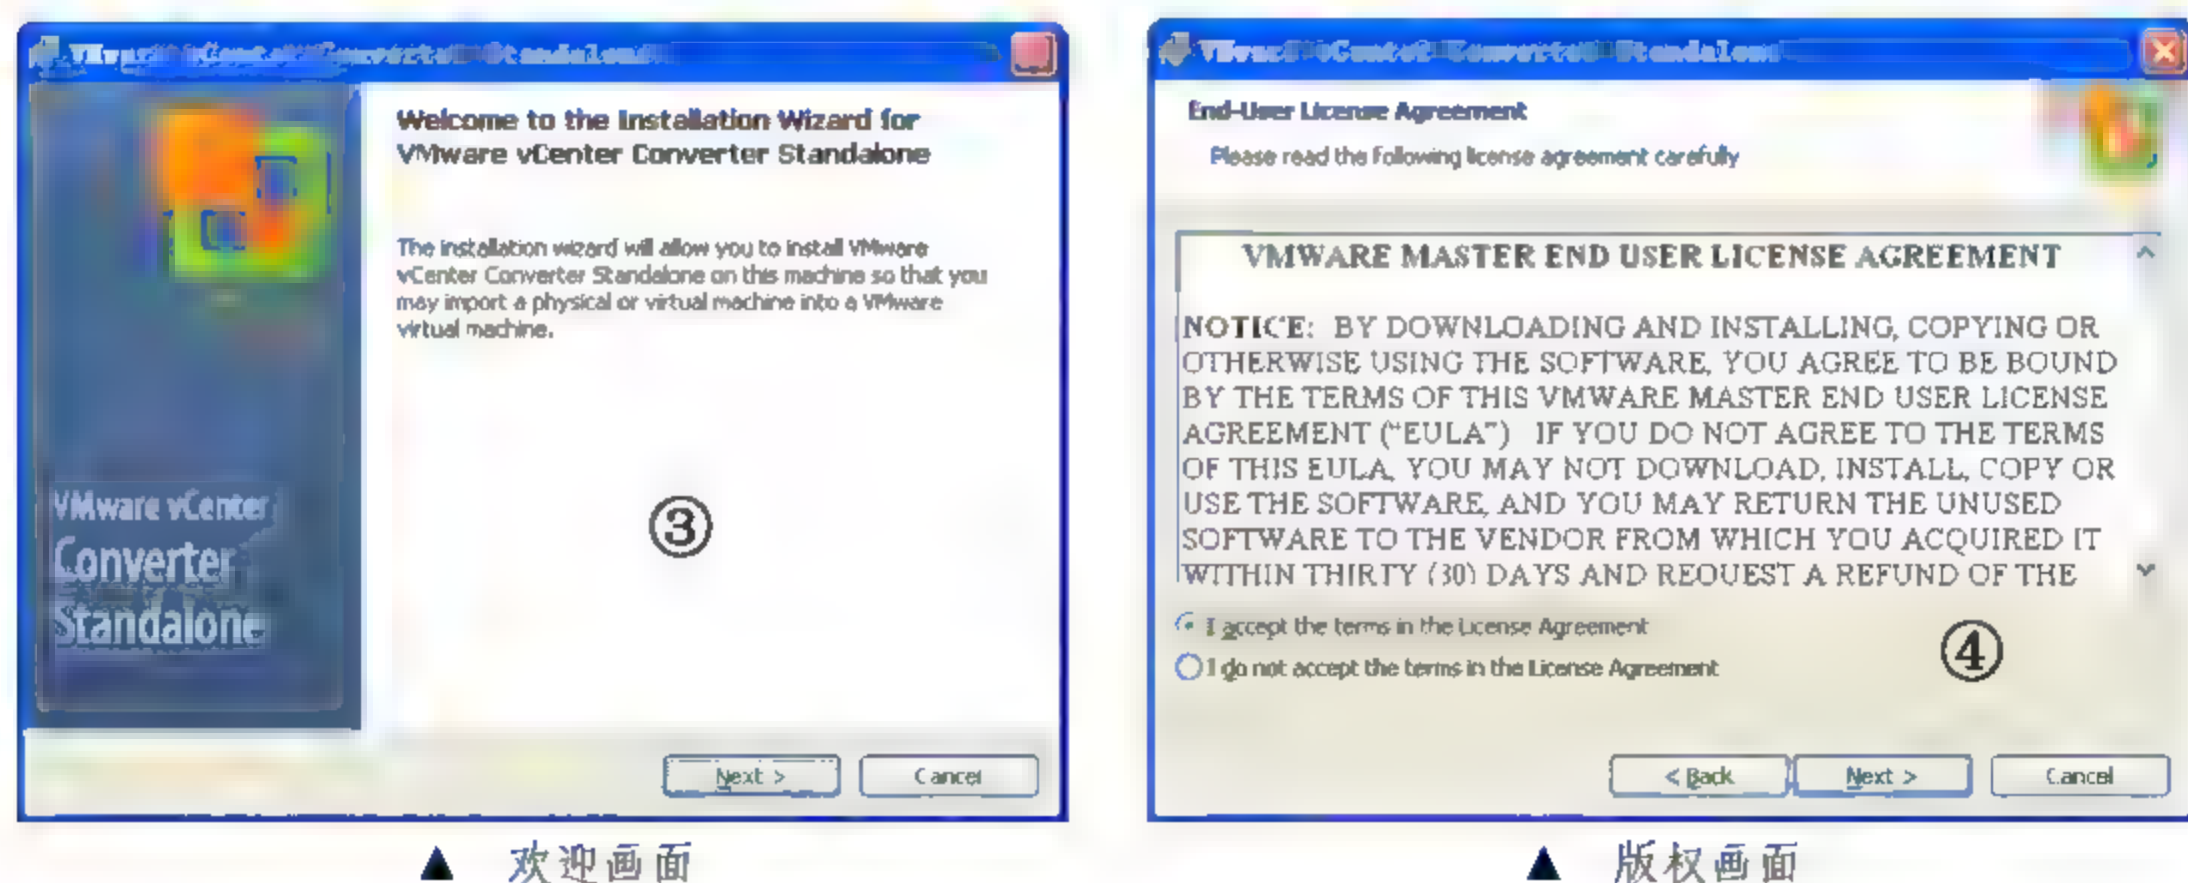 VMware vCenter Converter Standalone
Welcome to the Installation Wizard for
VMware vCenter Converter Standalone
The installation wizard will allow you to install VMware
vCenter Converter Standalone on this machine so that you
may import a physical or virtual machine into a VMware
virtual machine.
VMware vCenter
Converter
Standalone
③
Next >
Cancel
▲ 欢迎画面
VMware vCenter Converter Standalone
End-User License Agreement
Please read the following license agreement carefully
VMWARE MASTER END USER LICENSE AGREEMENT
NOTICE: BY DOWNLOADING AND INSTALLING, COPYING OR
OTHERWISE USING THE SOFTWARE, YOU AGREE TO BE BOUND
BY THE TERMS OF THIS VMWARE MASTER END USER LICENSE
AGREEMENT ("EULA") IF YOU DO NOT AGREE TO THE TERMS
OF THIS EULA, YOU MAY NOT DOWNLOAD, INSTALL, COPY OR
USE THE SOFTWARE, AND YOU MAY RETURN THE UNUSED
SOFTWARE TO THE VENDOR FROM WHICH YOU ACQUIRED IT
WITHIN THIRTY (30) DAYS AND REQUEST A REFUND OF THE
I accept the terms in the License Agreement
I do not accept the terms in the License Agreement
④
< Back
Next >
Cancel
▲ 版权画面